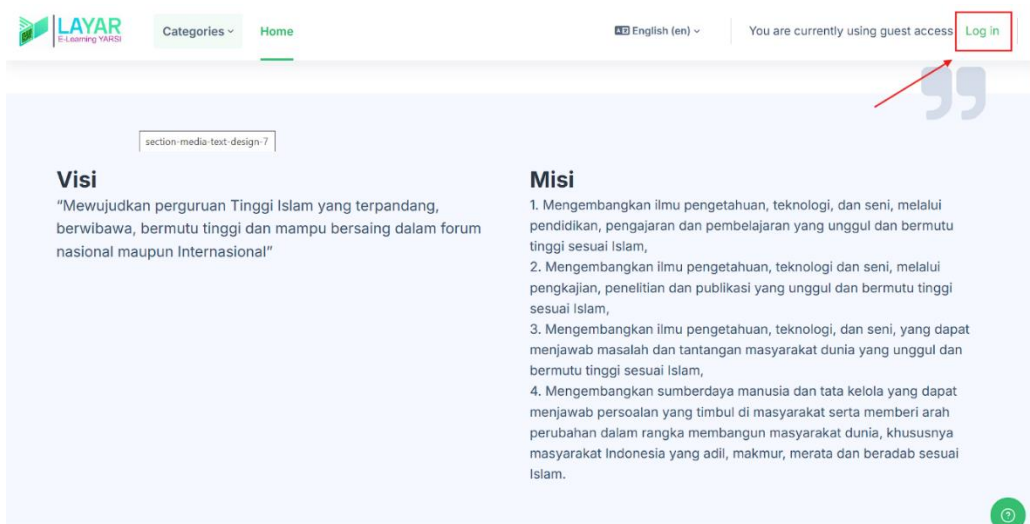 LAYAR
E-Learning YARSI
Categories
Home
English (en)
You are currently using guest access
Log in
section-media-text-design-7
Visi
“Mewujudkan perguruan Tinggi Islam yang terpandang,
berwibawa, bermutu tinggi dan mampu bersaing dalam forum
nasional maupun Internasional”
Misi
1. Mengembangkan ilmu pengetahuan, teknologi, dan seni, melalui
pendidikan, pengajaran dan pembelajaran yang unggul dan bermutu
tinggi sesuai Islam,
2. Mengembangkan ilmu pengetahuan, teknologi dan seni, melalui
pengkajian, penelitian dan publikasi yang unggul dan bermutu tinggi
sesuai Islam,
3. Mengembangkan ilmu pengetahuan, teknologi, dan seni, yang dapat
menjawab masalah dan tantangan masyarakat dunia yang unggul dan
bermutu tinggi sesuai Islam,
4. Mengembangkan sumberdaya manusia dan tata kelola yang dapat
menjawab persoalan yang timbul di masyarakat serta memberi arah
perubahan dalam rangka membangun masyarakat dunia, khususnya
masyarakat Indonesia yang adil, makmur, merata dan beradab sesuai
Islam.